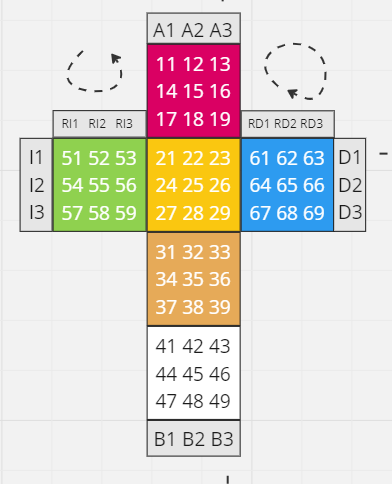 A1 A2 A3
11 12 13
14 15 16
17 18 19
RI1 RI2 RI3
RD1 RD2 RD3
I1 51 52 53 21 22 23 61 62 63 D1
I2 54 55 56 24 25 26 64 65 66 D2
I3 57 58 59 27 28 29 67 68 69 D3
31 32 33
34 35 36
37 38 39
41 42 43
44 45 46
47 48 49
B1 B2 B3